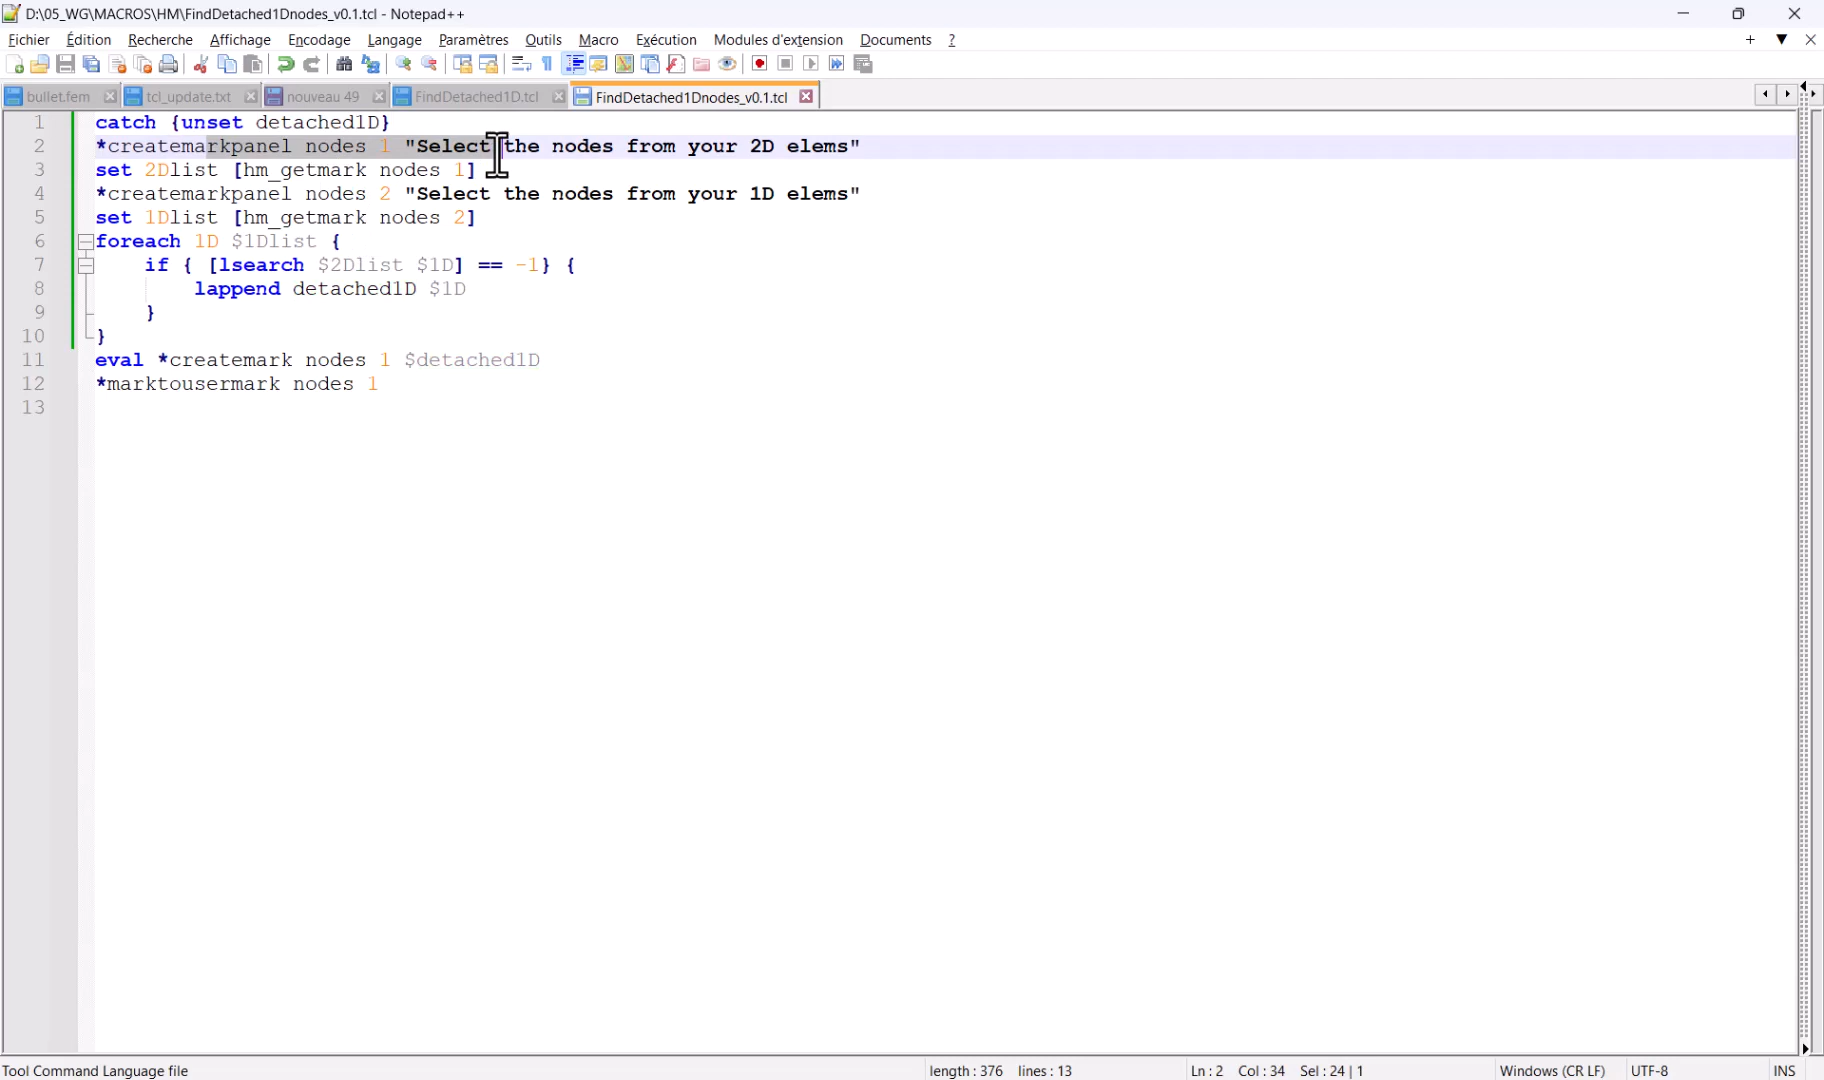 D:\05_WG\MACROS\HM\FindDetached1Dnodes_v0.1.tcl - Notepad++
Fichier Édition Recherche Affichage Encodage Langage Paramètres Outils Macro Exécution Modules d'extension Documents ?
bullet.fem tcl_update.txt nouveau 49 FindDetached1D.tcl FindDetached1Dnodes_v0.1.tcl
1 catch {unset detached1D}
2 *createmarkpanel nodes 1 "Select the nodes from your 2D elems"
3 set 2Dlist [hm_getmark nodes 1]
4 *createmarkpanel nodes 2 "Select the nodes from your 1D elems"
5 set 1Dlist [hm_getmark nodes 2]
6 foreach 1D $1Dlist {
7 if { [lsearch $2Dlist $1D] == -1} {
8 lappend detached1D $1D
9 }
10 }
11 eval *createmark nodes 1 $detached1D
12 *marktousermark nodes 1
13
Tool Command Language file length : 376 lines : 13 Ln : 2 Col : 34 Sel : 24 | 1 Windows (CR LF) UTF-8 INS